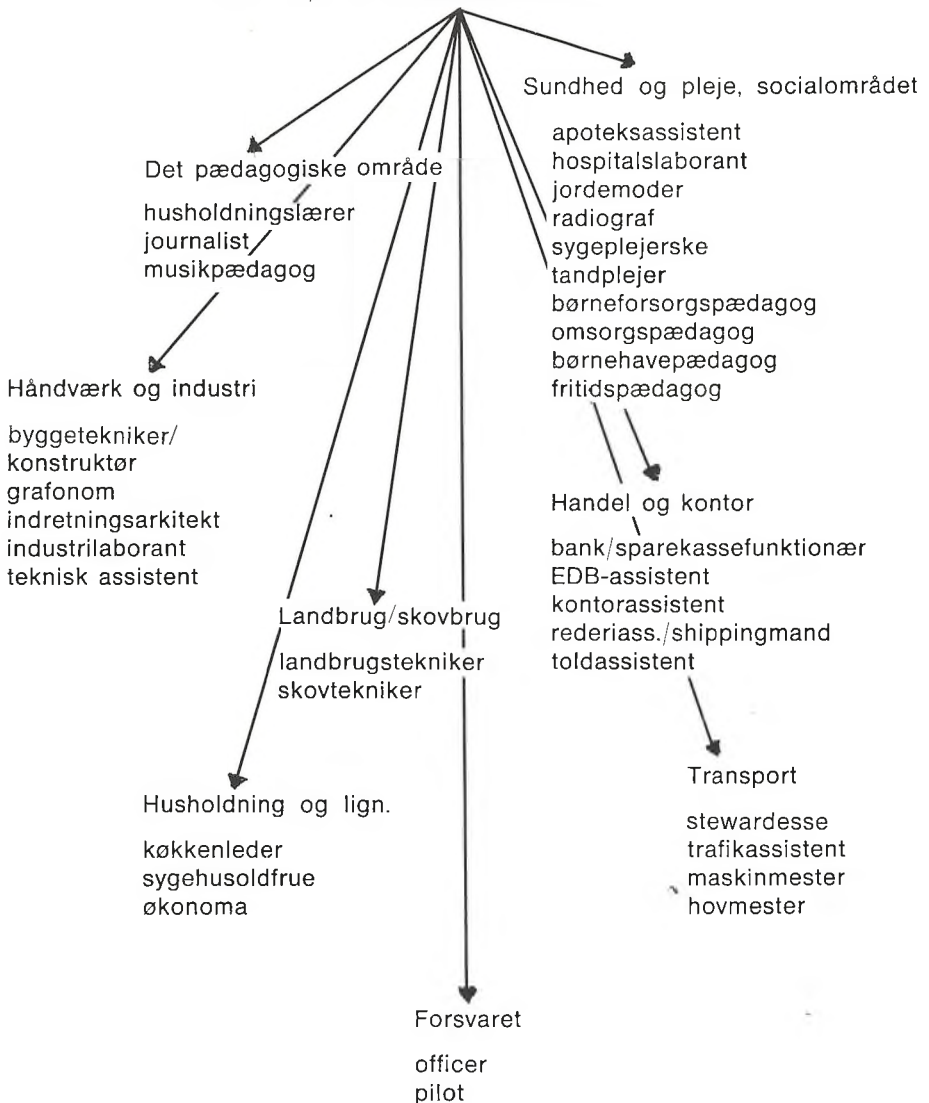 Sundhed og pleje, socialområdet
apoteksassistent
hospitalslaborant
jordemoder
radiograf
sygeplejerske
tandplejer
børneforsorgspædagog
omsorgspædagog
børnehavepædagog
fritidspædagog
Det pædagogiske område
husholdningslærer
journalist
musikpædagog
Håndværk og industri
byggetekniker/
konstruktør
grafonom
indretningsarkitekt
industrilaborant
teknisk assistent
Handel og kontor
bank/sparekassefunktionær
EDB-assistent
kontorassistent
rederiass./shippingmand
toldassistent
Landbrug/skovbrug
landbrugstekniker
skovtekniker
Transport
stewardesse
trafikassistent
maskinmester
hovmester
Husholdning og lign.
køkkenleder
sygehusoldfrue
økonoma
Forsvaret
officer
pilot